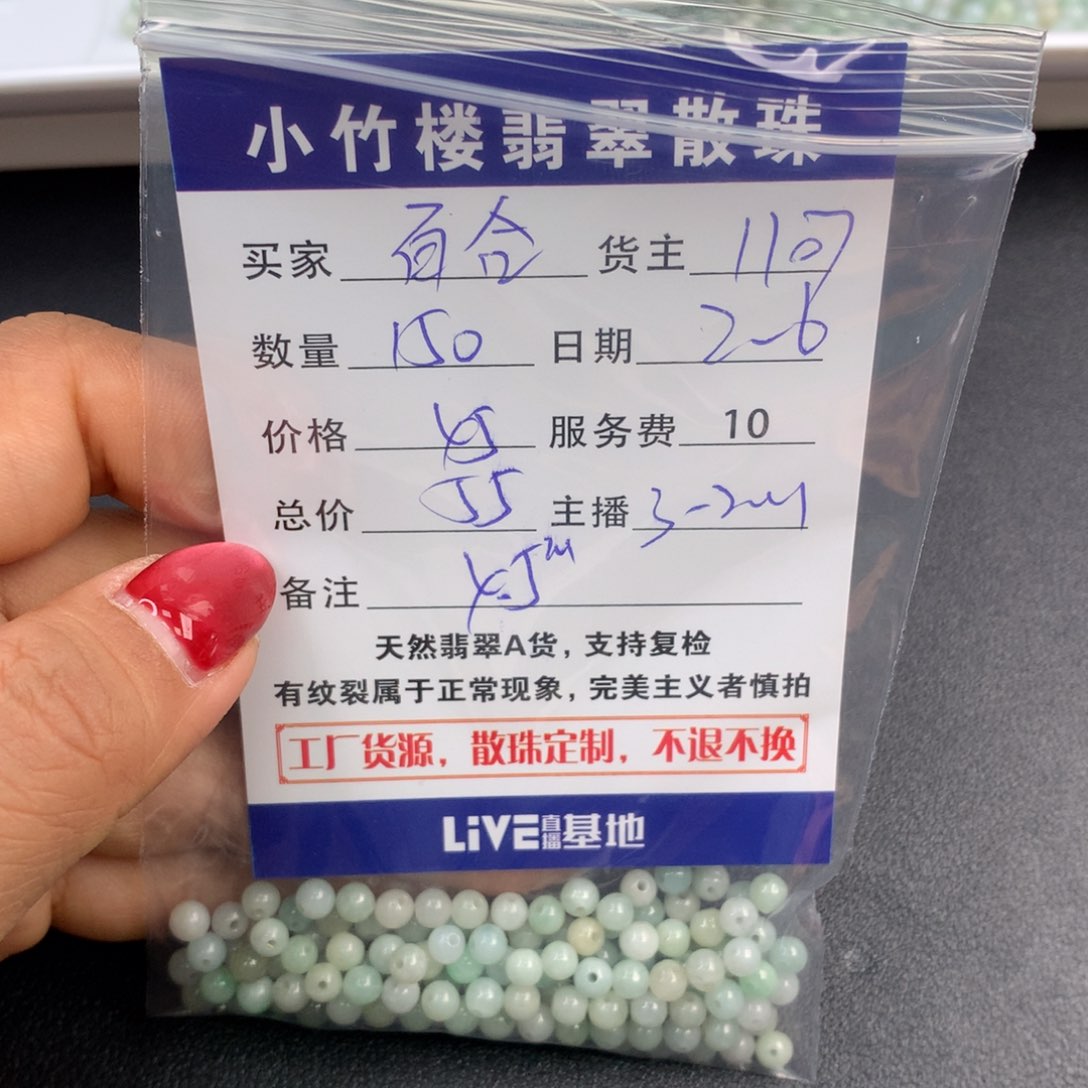 小竹楼翡翠散珠
买家 百合 货主 1107
数量 150 日期 2-6
价格 45 服务费 10
总价 55 主播
备注
天然翡翠A货，支持复检
有纹裂属于正常现象，完美主义者慎拍
工厂货源，散珠定制，不退不换
LiVE直播基地